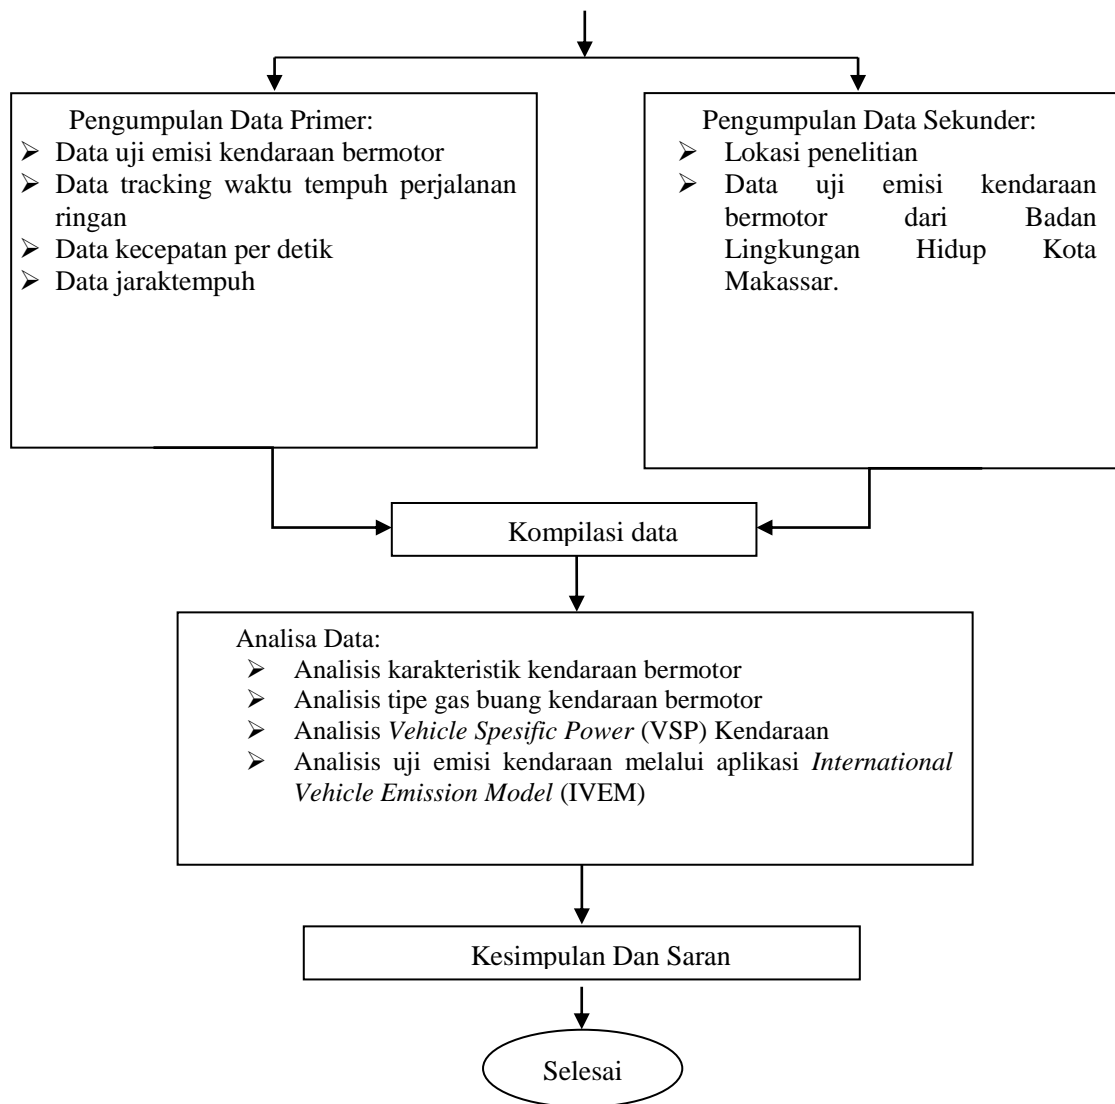 Pengumpulan Data Primer:
➢ Data uji emisi kendaraan bermotor
➢ Data tracking waktu tempuh perjalanan
ringan
➢ Data kecepatan per detik
➢ Data jaraktempuh
Pengumpulan Data Sekunder:
➢ Lokasi penelitian
➢ Data uji emisi kendaraan
bermotor dari Badan
Lingkungan Hidup Kota
Makassar.
Kompilasi data
Analisa Data:
➢ Analisis karakteristik kendaraan bermotor
➢ Analisis tipe gas buang kendaraan bermotor
➢ Analisis Vehicle Spesific Power (VSP) Kendaraan
➢ Analisis uji emisi kendaraan melalui aplikasi International
Vehicle Emission Model (IVEM)
Kesimpulan Dan Saran
Selesai